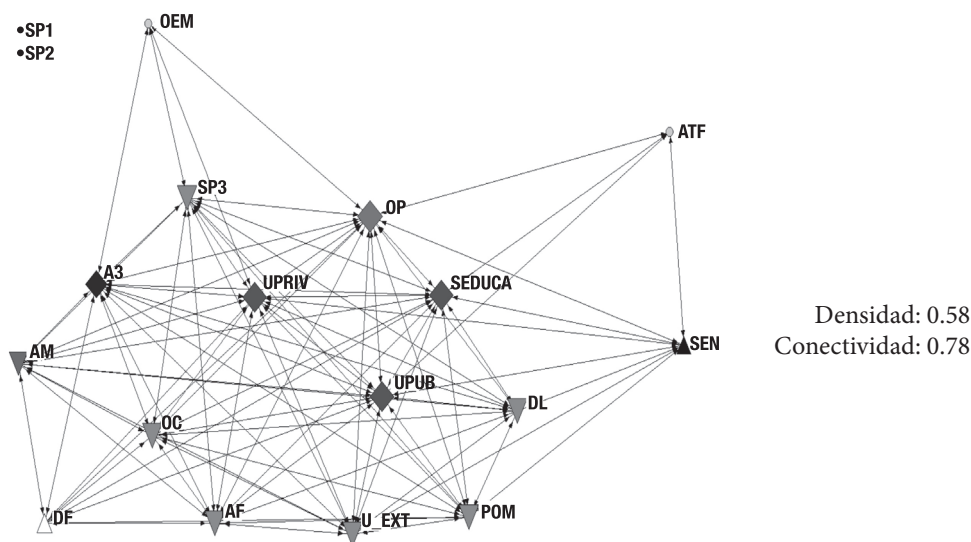 •SP1
•SP2
OEM
ATF
SP3
OP
A3
UPRIV
SEDUCA
SEN
AM
UPUB
DL
OC
DF
AF
U_EXT
POM
Densidad: 0.58
Conectividad: 0.78